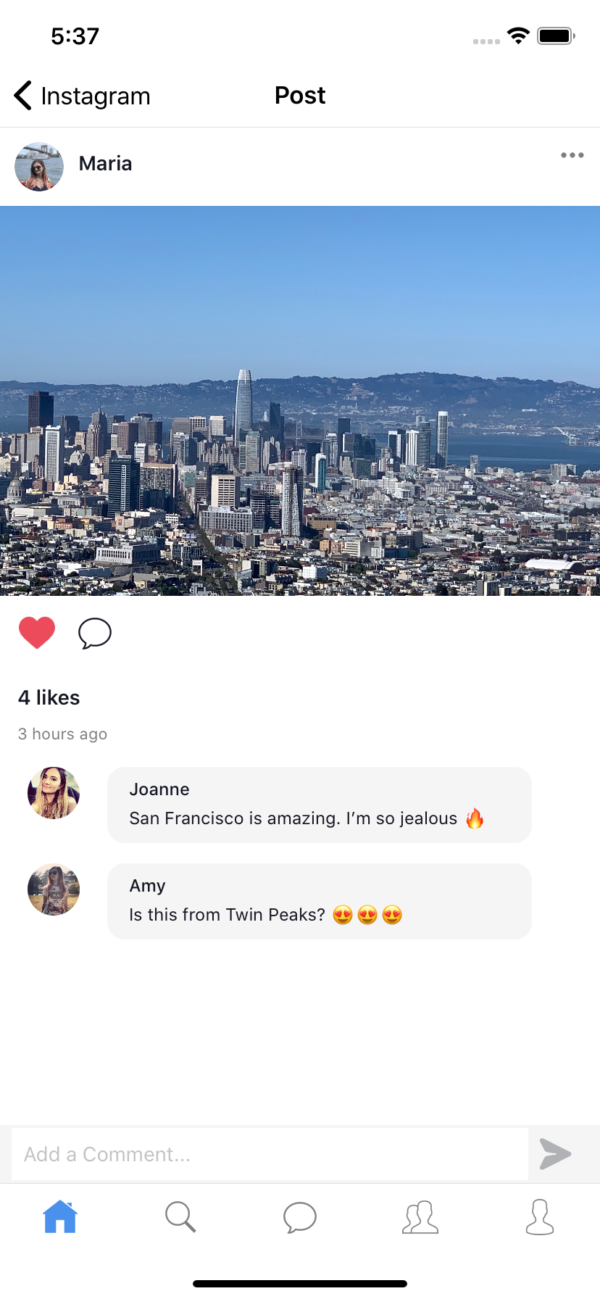 5:37
Instagram
Post
Maria
4 likes
3 hours ago
Joanne
San Francisco is amazing. I’m so jealous 🔥
Amy
Is this from Twin Peaks? 😍😍😍
Add a Comment...